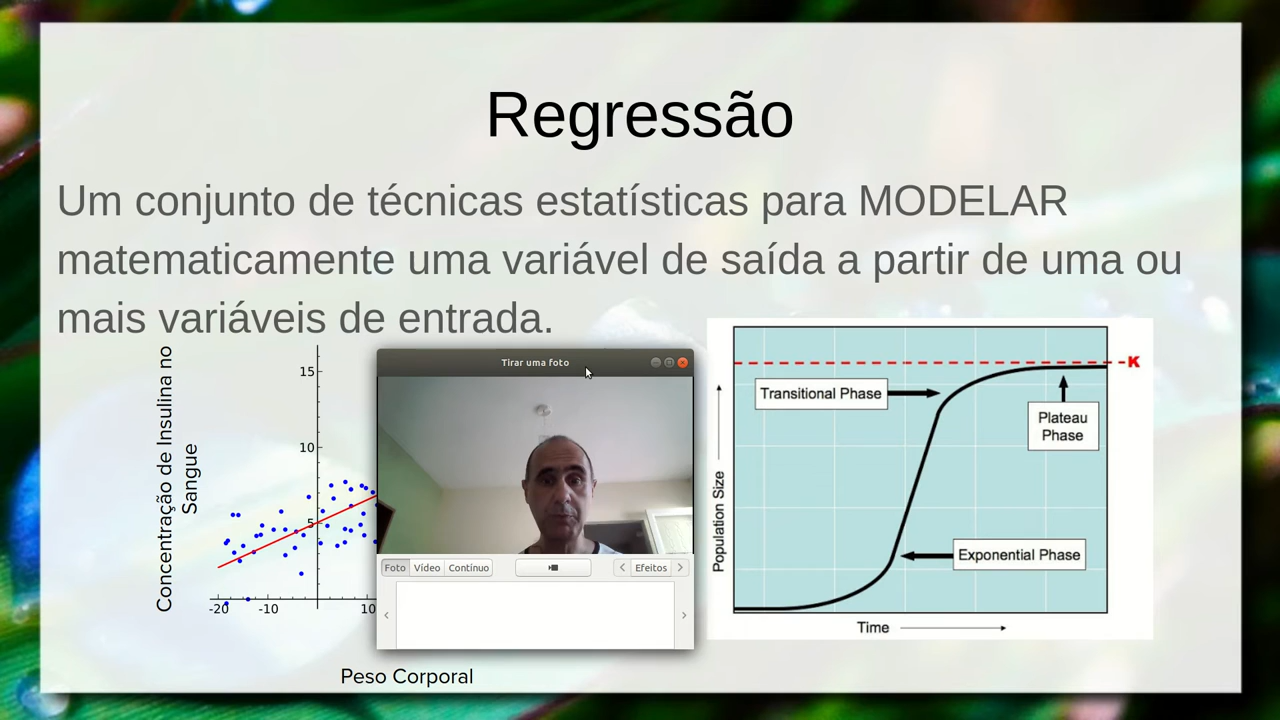 Regressão
Um conjunto de técnicas estatísticas para MODELAR
matematicamente uma variável de saída a partir de uma ou
mais variáveis de entrada.
Concentração de Insulina no
Sangue
15
10
5
-20
-10
10
Peso Corporal
Tirar uma foto
Foto
Vídeo
Contínuo
Efeitos
K
Transitional Phase
Plateau
Phase
Exponential Phase
Population Size
Time